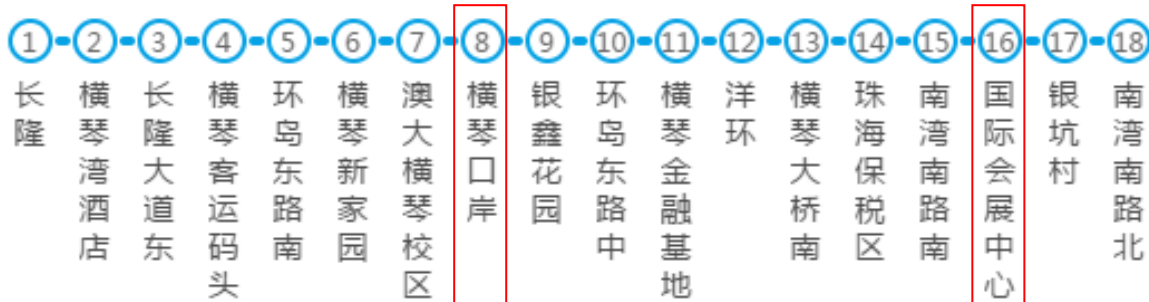 1 2 3 4 5 6 7 8 9 10 11 12 13 14 15 16 17 18
长隆
横琴湾酒店
长隆大道东
横琴客运码头
环岛东路南
横琴新家园
澳大横琴校区
横琴口岸
银鑫花园
环岛东路中
横琴金融基地
洋环
横琴大桥南
珠海保税区
南湾南路南
国际会展中心
银坑村
南湾南路北